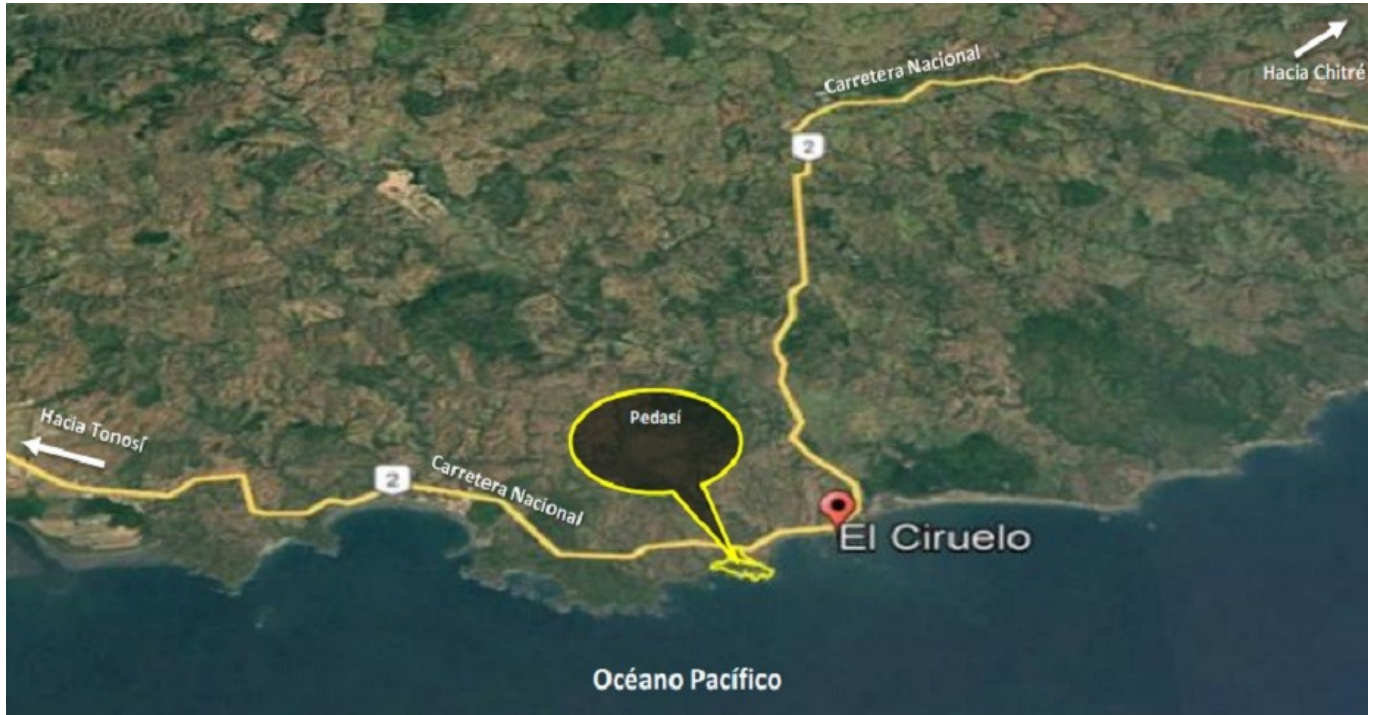 Carretera Nacional
Hacia Chitré
2
Pedasí
Hacia Tonosí
2
Carretera Nacional
El Ciruelo
Océano Pacífico